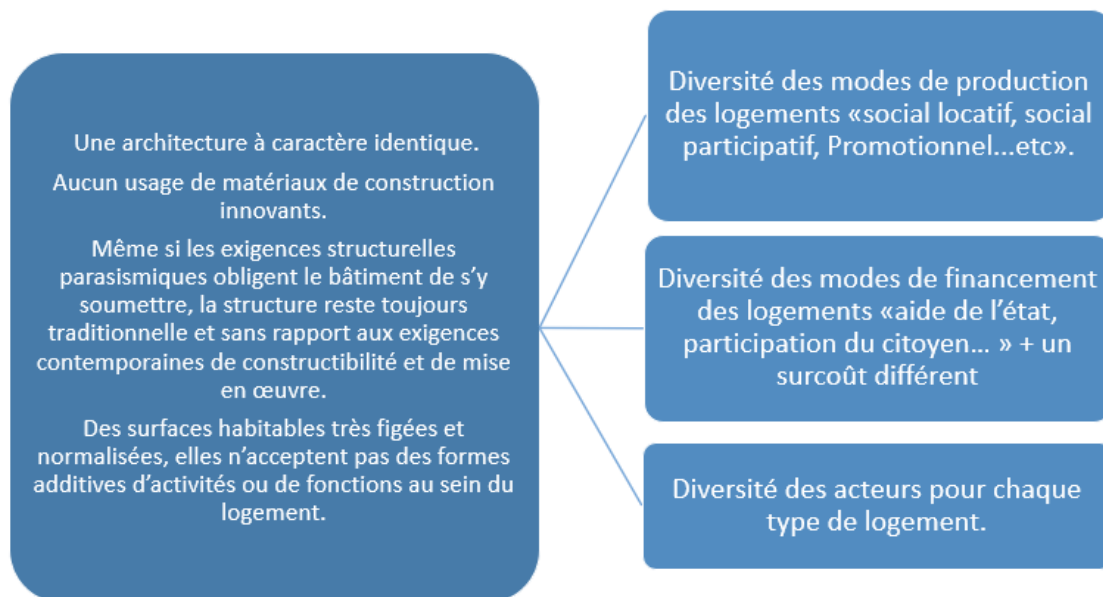 Une architecture à caractère identique.
Aucun usage de matériaux de construction
innovants.
Même si les exigences structurelles
parasismiques obligent le bâtiment de s’y
soumettre, la structure reste toujours
traditionnelle et sans rapport aux exigences
contemporaines de constructibilité et de mise
en œuvre.
Des surfaces habitables très figées et
normalisées, elles n’acceptent pas des formes
additives d’activités ou de fonctions au sein du
logement.
Diversité des modes de production
des logements «social locatif, social
participatif, Promotionnel...etc».
Diversité des modes de financement
des logements «aide de l’état,
participation du citoyen… » + un
surcoût différent
Diversité des acteurs pour chaque
type de logement.